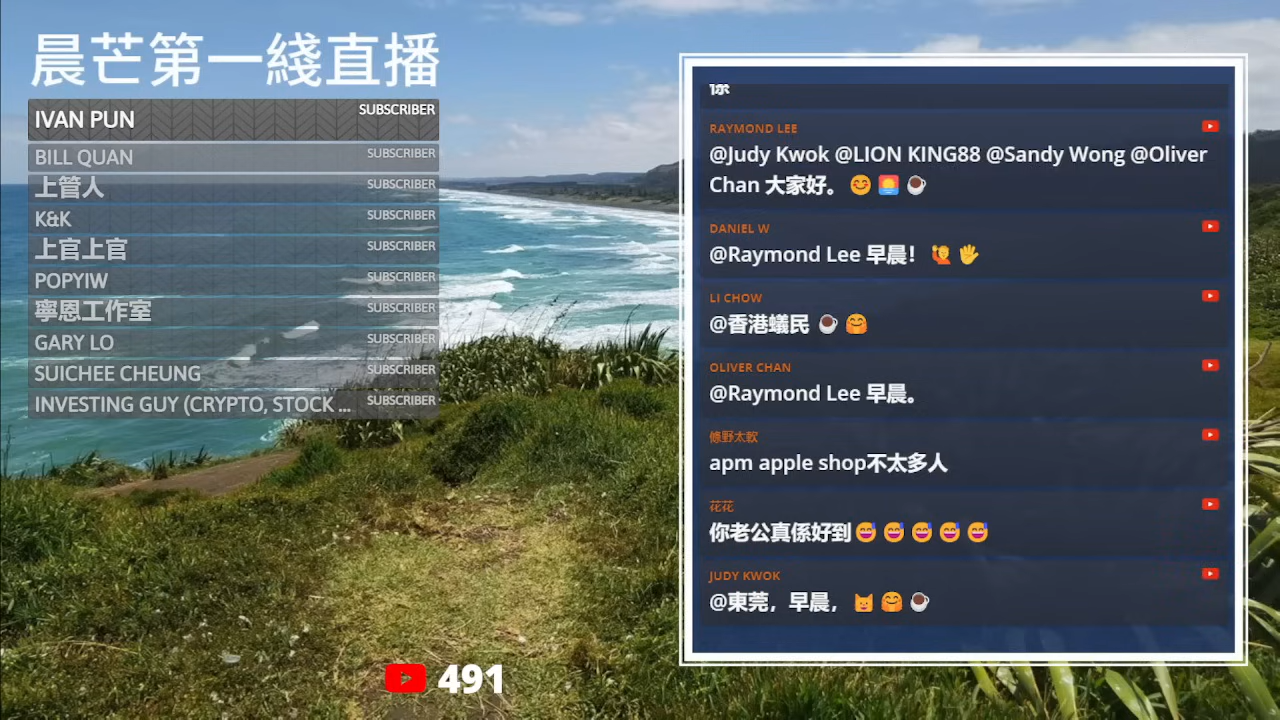 晨芒第一綫直播
IVAN PUN SUBSCRIBER
BILL QUAN SUBSCRIBER
上管人 SUBSCRIBER
K&K SUBSCRIBER
上官上官 SUBSCRIBER
POPYIW SUBSCRIBER
寧恩工作室 SUBSCRIBER
GARY LO SUBSCRIBER
SUICHEE CHEUNG SUBSCRIBER
INVESTING GUY (CRYPTO, STOCK ... SUBSCRIBER
491
RAYMOND LEE
@Judy Kwok @LION KING88 @Sandy Wong @Oliver
Chan 大家好。😊🌅☕
DANIEL W
@Raymond Lee 早晨！🙋🖐
LI CHOW
@香港蟻民 ☕🤗
OLIVER CHAN
@Raymond Lee 早晨。
apm apple shop不太多人
花花
你老公真係好到😅😅😅😅😅
JUDY KWOK
@東莞，早晨，🐱🤗☕